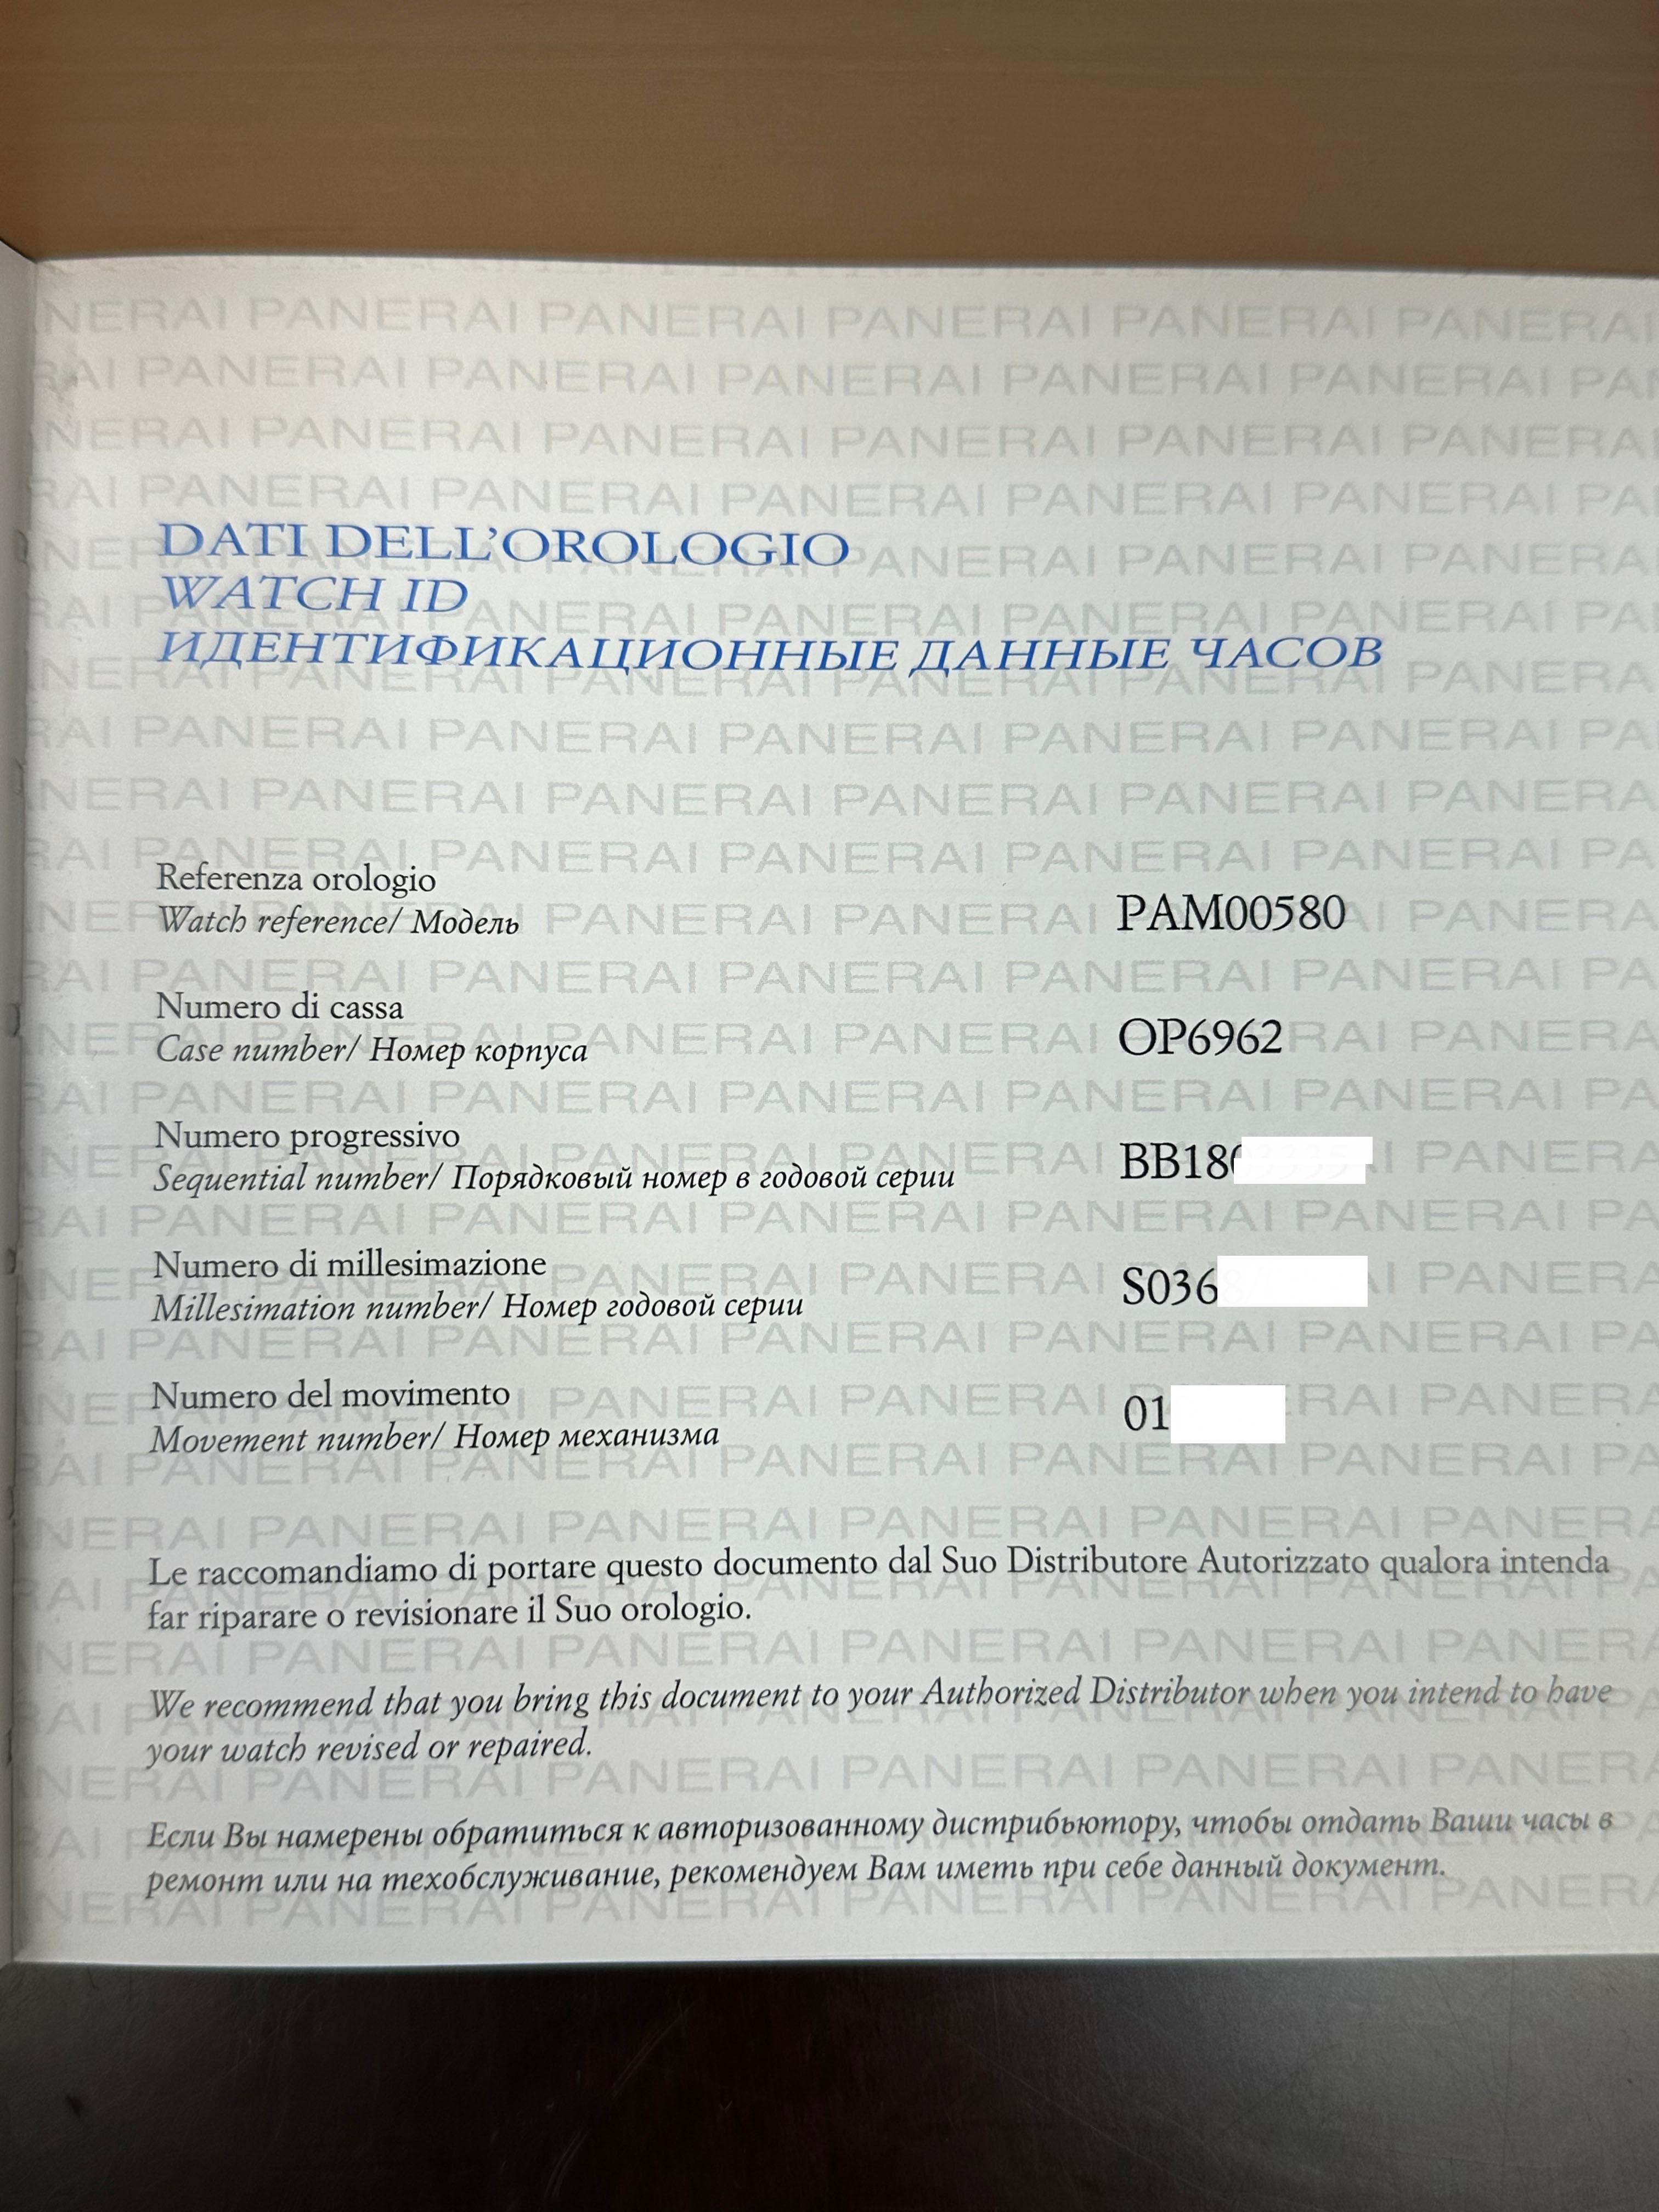 DATI DELL'OROLOGIO
WATCH ID
ИДЕНТИФИКАЦИОННЫЕ ДАННЫЕ ЧАСОВ
Referenza orologio
Watch reference/ Модель
PAM00580
Numero di cassa
Case number/ Номер корпуса
OP6962
Numero progressivo
Sequential number/ Порядковый номер в годовой серии
BB18
Numero di millesimazione
Millesimation number/ Номер годовой серии
S036
Numero del movimento
Movement number/ Номер механизма
01
Le raccomandiamo di portare questo documento dal Suo Distributore Autorizzato qualora intenda
far riparare o revisionare il Suo orologio.
We recommend that you bring this document to your Authorized Distributor when you intend to have
your watch revised or repaired.
Если Вы намерены обратиться к авторизованному дистрибьютору, чтобы отдать Ваши часы в
ремонт или на техобслуживание, рекомендуем Вам иметь при себе данный документ.